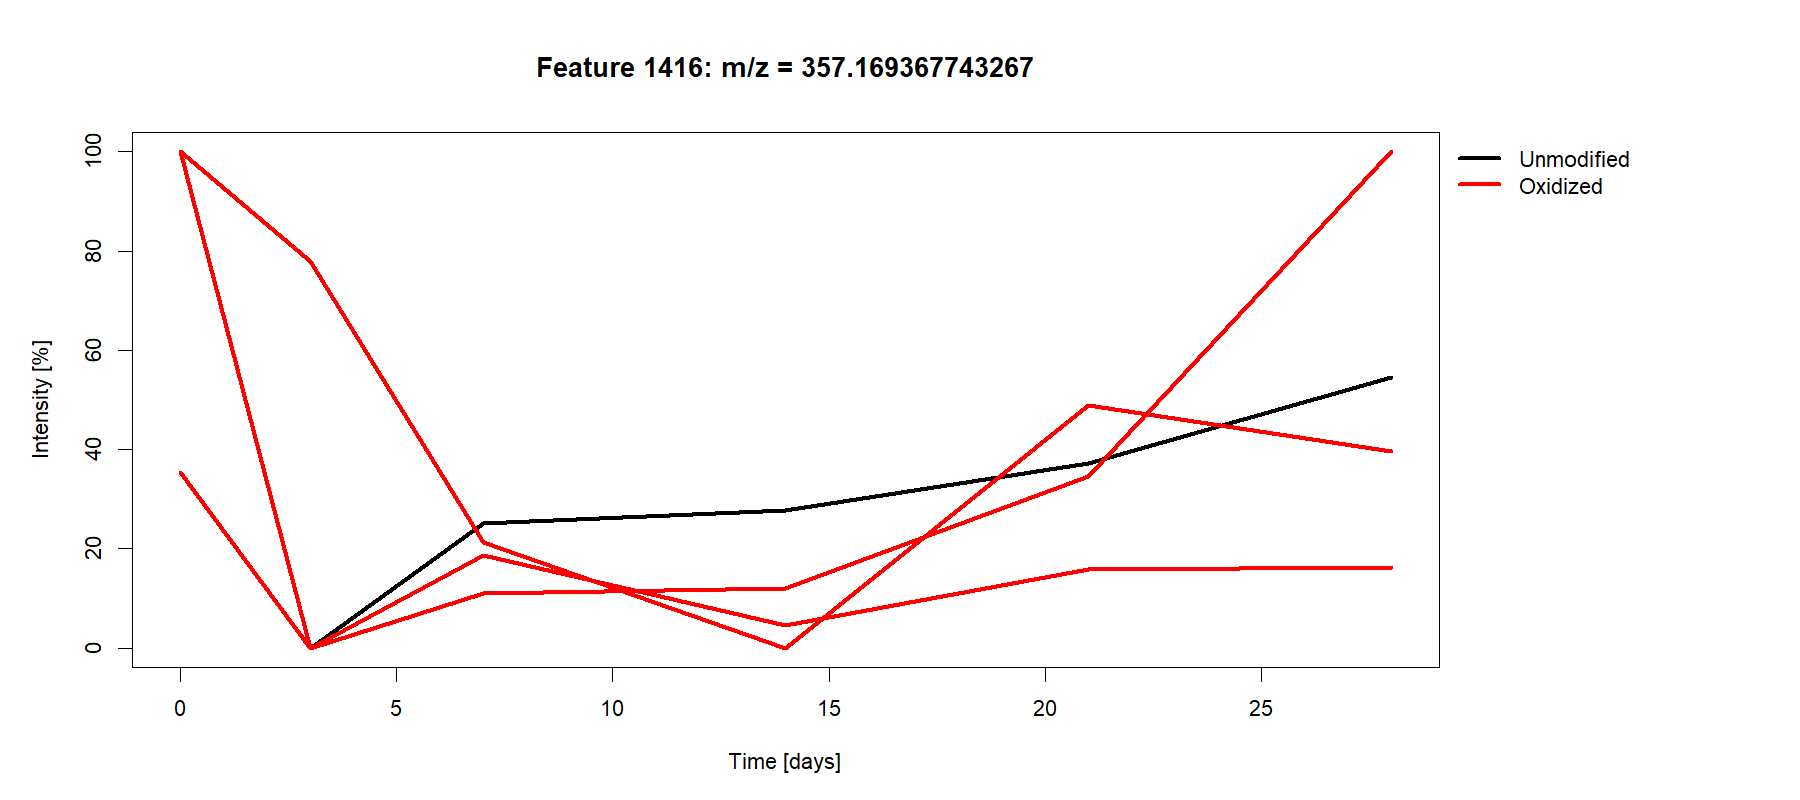 Feature 1416: m/z = 357.169367743267
Unmodified
Oxidized
Intensity [%]
100
80
60
40
20
0
0 5 10 15 20 25
Time [days]